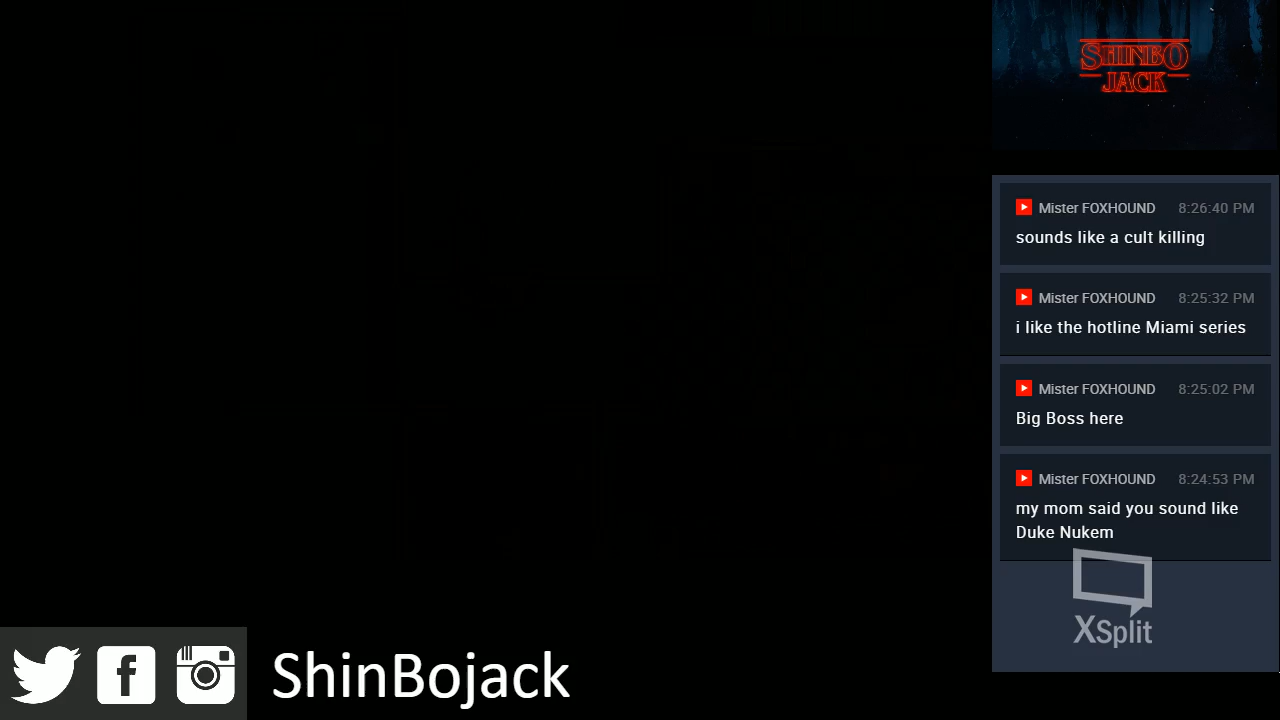 SHINBO
JACK
Mister FOXHOUND 8:26:40 PM
sounds like a cult killing
Mister FOXHOUND 8:25:32 PM
i like the hotline Miami series
Mister FOXHOUND 8:25:02 PM
Big Boss here
Mister FOXHOUND 8:24:53 PM
my mom said you sound like
Duke Nukem
XSplit
ShinBojack